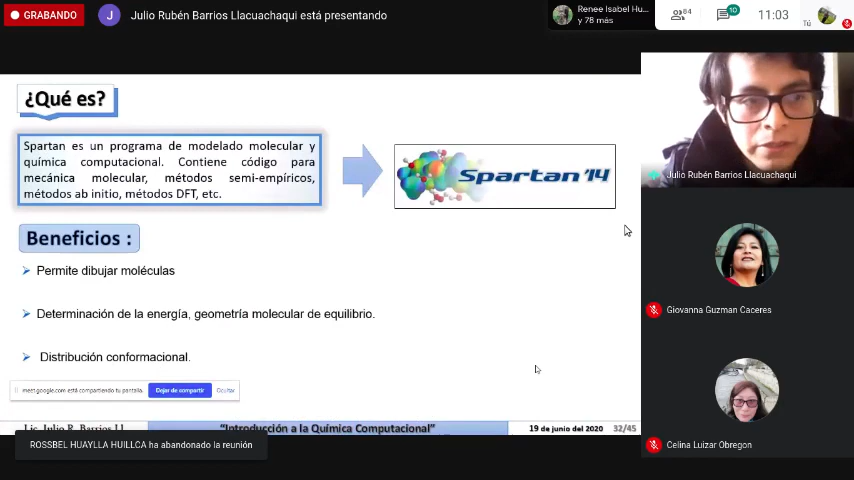 GRABANDO
J
Julio Rubén Barrios Llacuachaqui está presentando
Renee Isabel Hu...
y 78 más
84
10
11:03
Tú
¿Qué es?
Spartan es un programa de modelado molecular y
química computacional. Contiene código para
mecánica molecular, métodos semi-empíricos,
métodos ab initio, métodos DFT, etc.
Spartan'14
Beneficios :
Permite dibujar moléculas
Determinación de la energía, geometría molecular de equilibrio.
Distribución conformacional.
meet.google.com está compartiendo tu pantalla.
Dejar de compartir
Ocultar
Lic. Julio R. Barrios Ll.
“Introducción a la Química Computacional”
19 de junio del 2020
32/45
ROSSBEL HUAYLLA HUILLCA ha abandonado la reunión
Julio Rubén Barrios Llacuachaqui
Giovanna Guzman Caceres
Celina Luizar Obregon